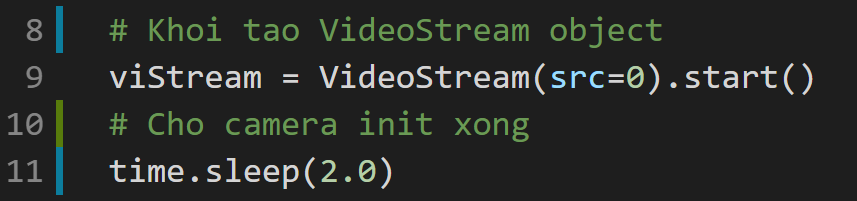 8 # Khoi tao VideoStream object
9 viStream = VideoStream(src=0).start()
10 # Cho camera init xong
11 time.sleep(2.0)